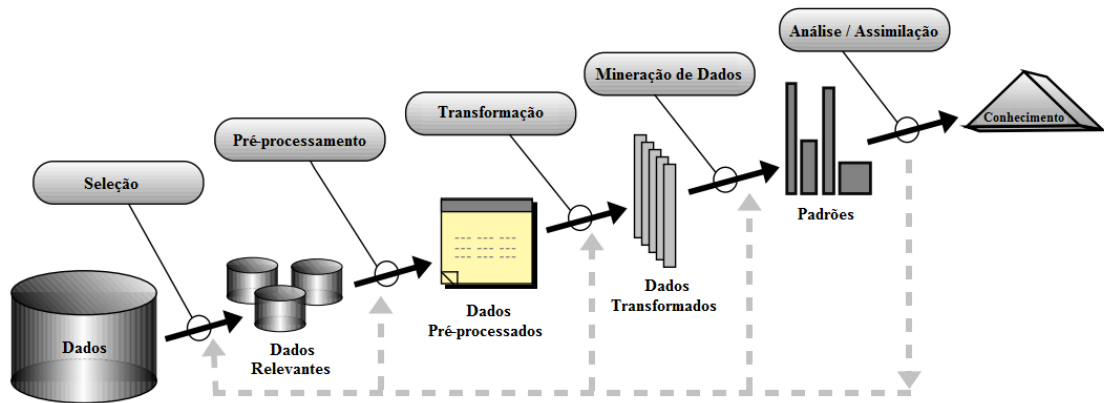 Análise / Assimilação
Mineração de Dados
Transformação
Pré-processamento
Seleção
Conhecimento
Padrões
Dados
Transformados
Dados
Pré-processados
Dados
Relevantes
Dados